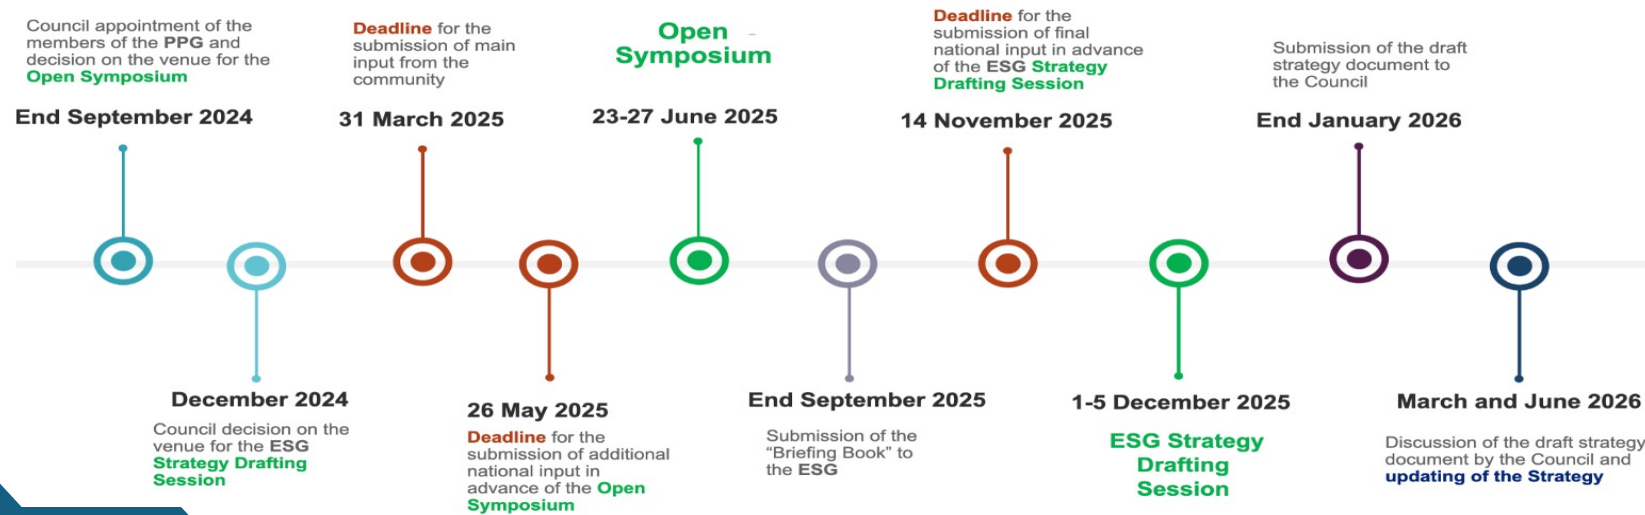 Council appointment of the
members of the PPG and
decision on the venue for the
Open Symposium
End September 2024
December 2024
Council decision on the
venue for the ESG
Strategy Drafting
Session
Deadline for the
submission of main
input from the
community
31 March 2025
26 May 2025
Deadline for the
submission of additional
national input in
advance of the Open
Symposium
Open
Symposium
23-27 June 2025
End September 2025
Submission of the
“Briefing Book” to
the ESG
Deadline for the
submission of final
national input in advance
of the ESG Strategy
Drafting Session
14 November 2025
1-5 December 2025
ESG Strategy
Drafting
Session
Submission of the draft
strategy document to
the Council
End January 2026
March and June 2026
Discussion of the draft strategy
document by the Council and
updating of the Strategy